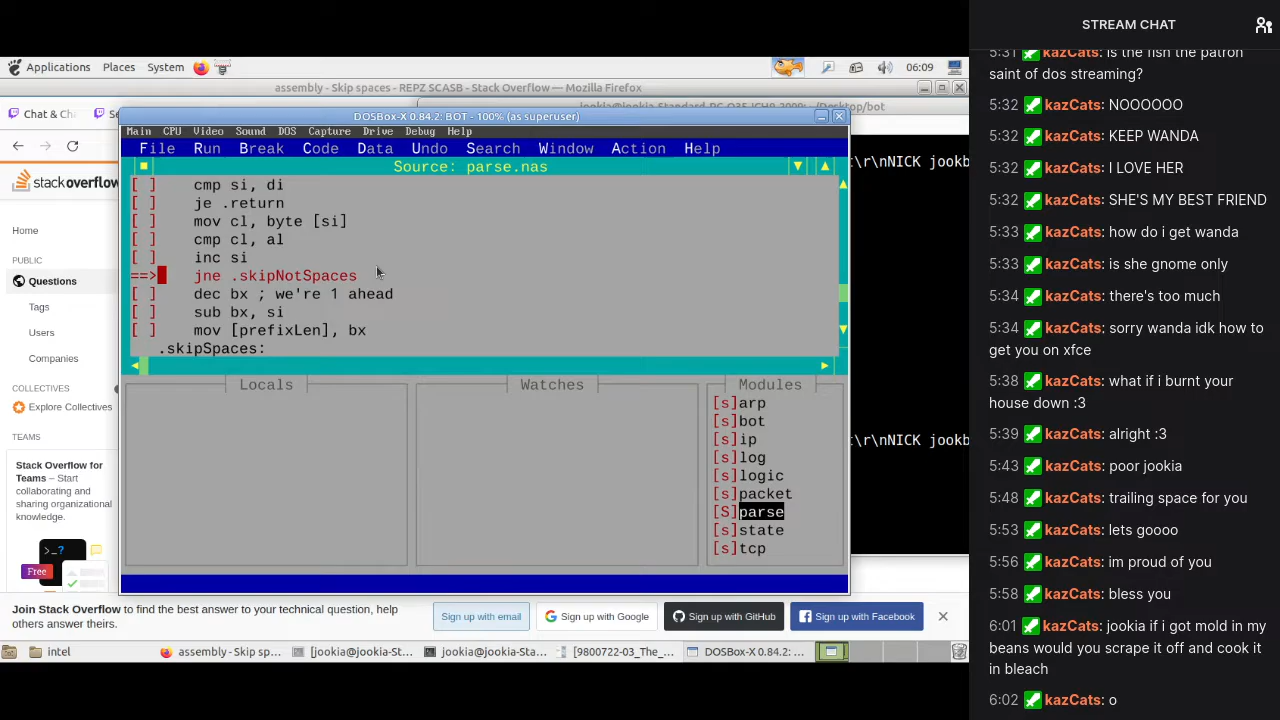 STREAM CHAT
5:31 kazCats: is the fish the patron
saint of dos streaming?
5:32 kazCats: NOOOOOO
5:32 kazCats: KEEP WANDA
5:32 kazCats: I LOVE HER
5:32 kazCats: SHE'S MY BEST FRIEND
5:33 kazCats: how do i get wanda
5:33 kazCats: is she gnome only
5:34 kazCats: there's too much
5:34 kazCats: sorry wanda idk how to
get you on xfce
5:38 kazCats: what if i burnt your
house down :3
5:39 kazCats: alright :3
5:43 kazCats: poor jookia
5:48 kazCats: trailing space for you
5:53 kazCats: lets goooo
5:56 kazCats: im proud of you
5:58 kazCats: bless you
6:01 kazCats: jookia if i got mold in my
beans would you scrape it off and cook it
in bleach
6:02 kazCats: o
Applications Places System 06:09
assembly - Skip spaces - REPZ SCASB - Stack Overflow — Mozilla Firefox
Chat & C
stack overflow
Home
PUBLIC
Questions
Tags
Users
Companies
COLLECTIVES
Explore Collectives
TEAMS
Stack Overflow for
Teams – Start
collaborating and
sharing organizational
knowledge.
>_?
Free
DOSBox-X 0.84.2: BOT - 100% (as superuser)
Main CPU Video Sound DOS Capture Drive Debug Help
File Run Break Code Data Undo Search Window Action Help
Source: parse.nas
[ ] cmp si, di
[ ] je .return
[ ] mov cl, byte [si]
[ ] cmp cl, al
[ ] inc si
==> jne .skipNotSpaces
[ ] dec bx ; we're 1 ahead
[ ] sub bx, si
[ ] mov [prefixLen], bx
.skipSpaces:
Locals Watches Modules
[s]arp
[s]bot
[s]ip
[s]log
[s]logic
[s]packet
[S]parse
[s]state
[s]tcp
\r\nNICK jookb
\r\nNICK jookb
Join Stack Overflow to find the best answer to your technical question, help
others answer theirs.
Sign up with email Sign up with Google Sign up with GitHub Sign up with Facebook
intel assembly - Skip sp... [jookia@jookia-St... jookia@jookia-Sta... [9800722-03_The_... DOSBox-X 0.84.2: ...